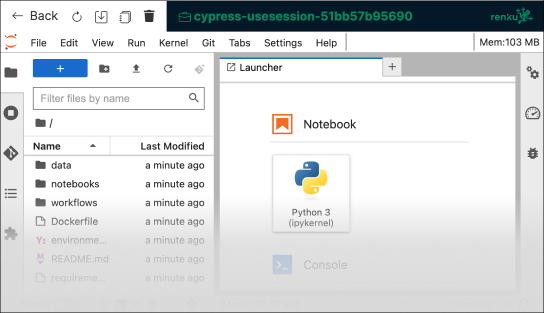 Back
cypress-usesession-51bb57b95690
renku
File Edit View Run Kernel Git Tabs Settings Help
Mem:103 MB
Launcher
Filter files by name
/
Name Last Modified
data a minute ago
notebooks a minute ago
workflows a minute ago
Dockerfile a minute ago
environme... a minute ago
README.md a minute ago
requireme... a minute ago
Notebook
Python 3
(ipykernel)
Console